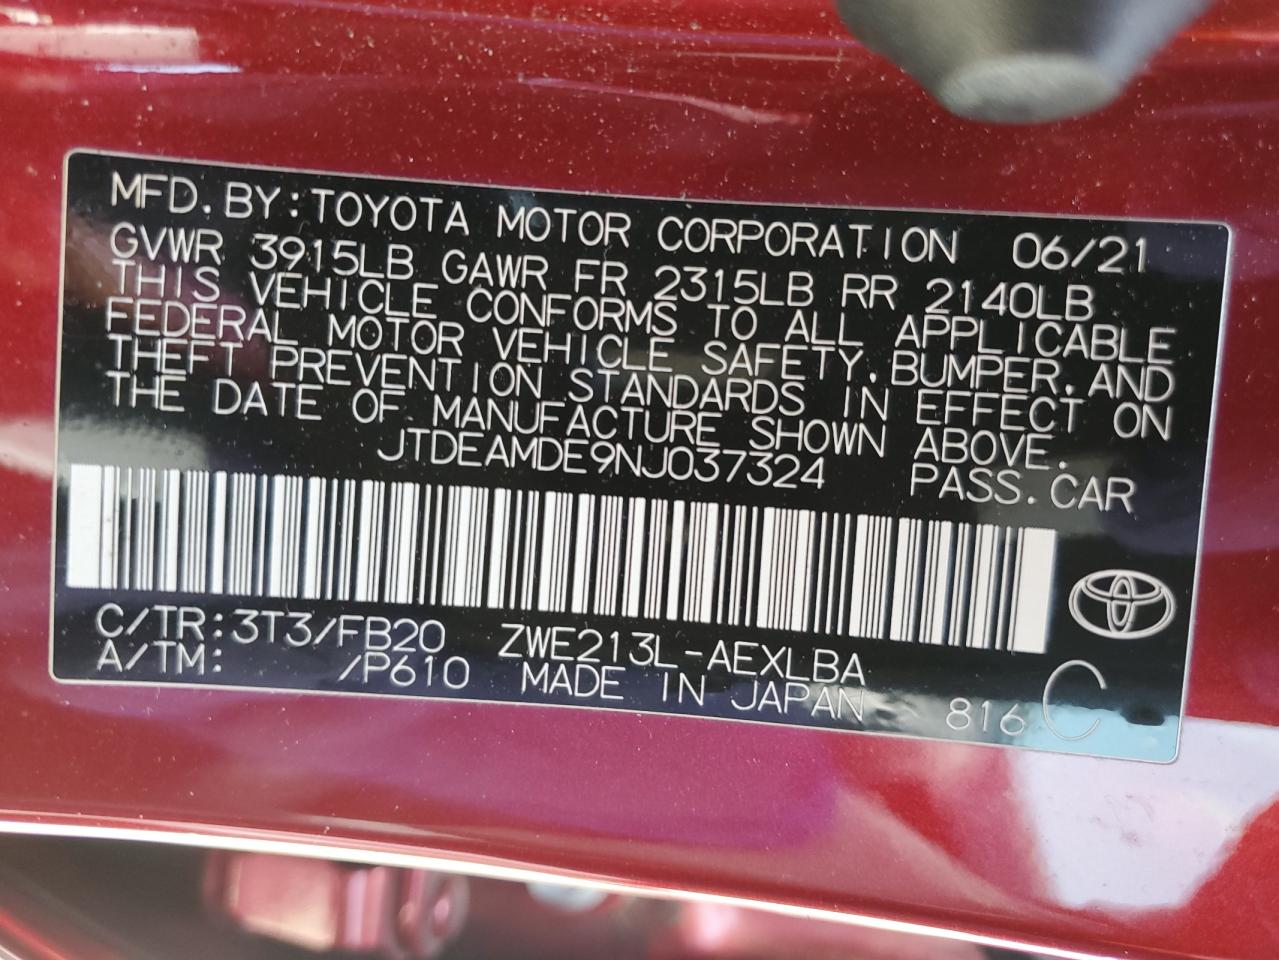 MFD. BY: TOYOTA MOTOR CORPORATION 06/21
GVWR 3915LB GAWR FR 2315LB RR 2140LB
THIS VEHICLE CONFORMS TO ALL APPLICABLE
FEDERAL MOTOR VEHICLE SAFETY, BUMPER, AND
THEFT PREVENTION STANDARDS IN EFFECT ON
THE DATE OF MANUFACTURE SHOWN ABOVE.
JTDEAMDE9NJ037324 PASS. CAR
C/TR: 3T3/FB20 ZWE213L-AEXLBA
A/TM: /P610 MADE IN JAPAN 816 C